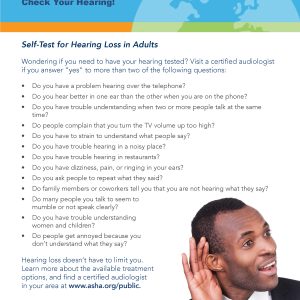 Check Your Hearing!
Self-Test for Hearing Loss in Adults
Wondering if you need to have your hearing tested? Visit a certified audiologist
if you answer "yes" to more than two of the following questions:
• Do you have a problem hearing over the telephone?
• Do you hear better in one ear than the other when you are on the phone?
• Do you have trouble understanding when two or more people talk at the same
time?
• Do people complain that you turn the TV volume up too high?
• Do you have to strain to understand what people say?
• Do you have trouble hearing in a noisy place?
• Do you have trouble hearing in restaurants?
• Do you have dizziness, pain, or ringing in your ears?
• Do you ask people to repeat what they said?
• Do family members or coworkers tell you that you are not hearing what they say?
• Do many people you talk to seem to
mumble or not speak clearly?
• Do you have trouble understanding
women and children?
• Do people get annoyed because you
don't understand what they say?
Hearing loss doesn't have to limit you.
Learn more about the available treatment
options, and find a certified audiologist
in your area at www.asha.org/public.